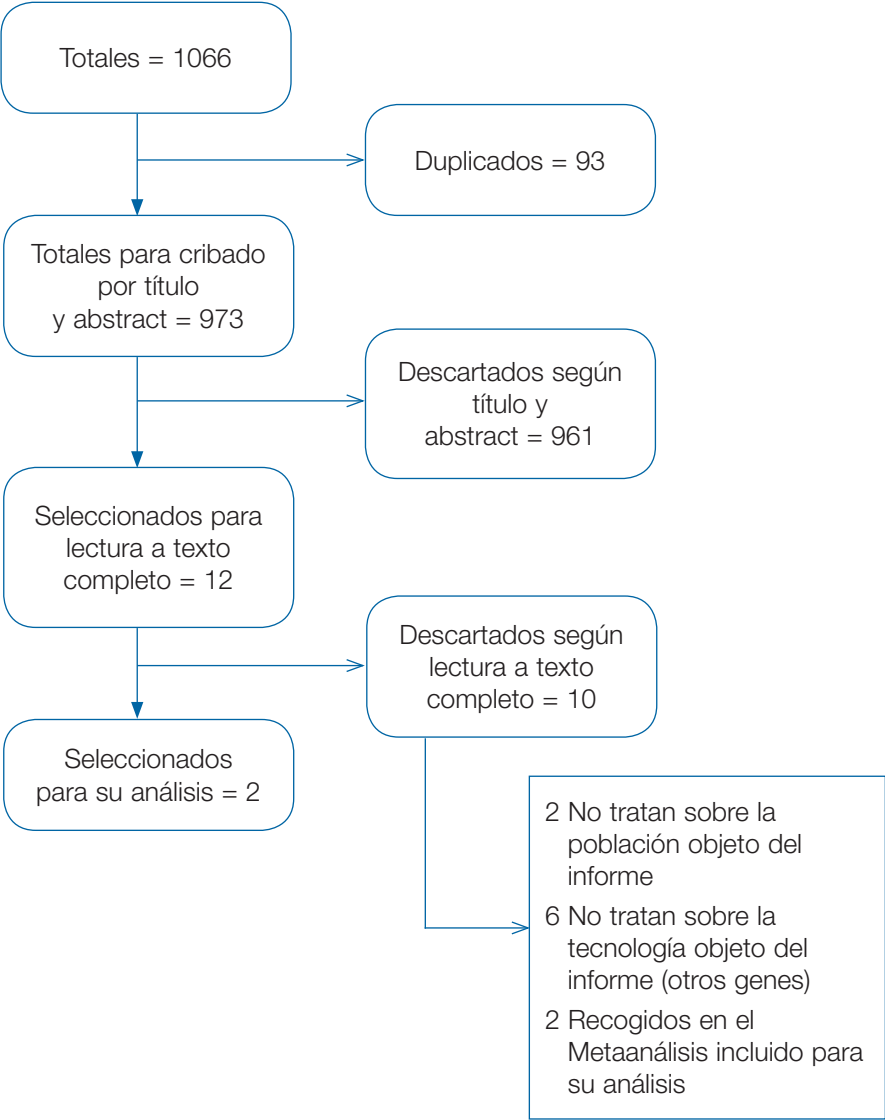 Totales = 1066
Duplicados = 93
Totales para cribado
por título
y abstract = 973
Descartados según
título y
abstract = 961
Seleccionados para
lectura a texto
completo = 12
Descartados según
lectura a texto
completo = 10
Seleccionados
para su análisis = 2
2 No tratan sobre la
población objeto del
informe
6 No tratan sobre la
tecnología objeto del
informe (otros genes)
2 Recogidos en el
Metaanálisis incluido para
su análisis